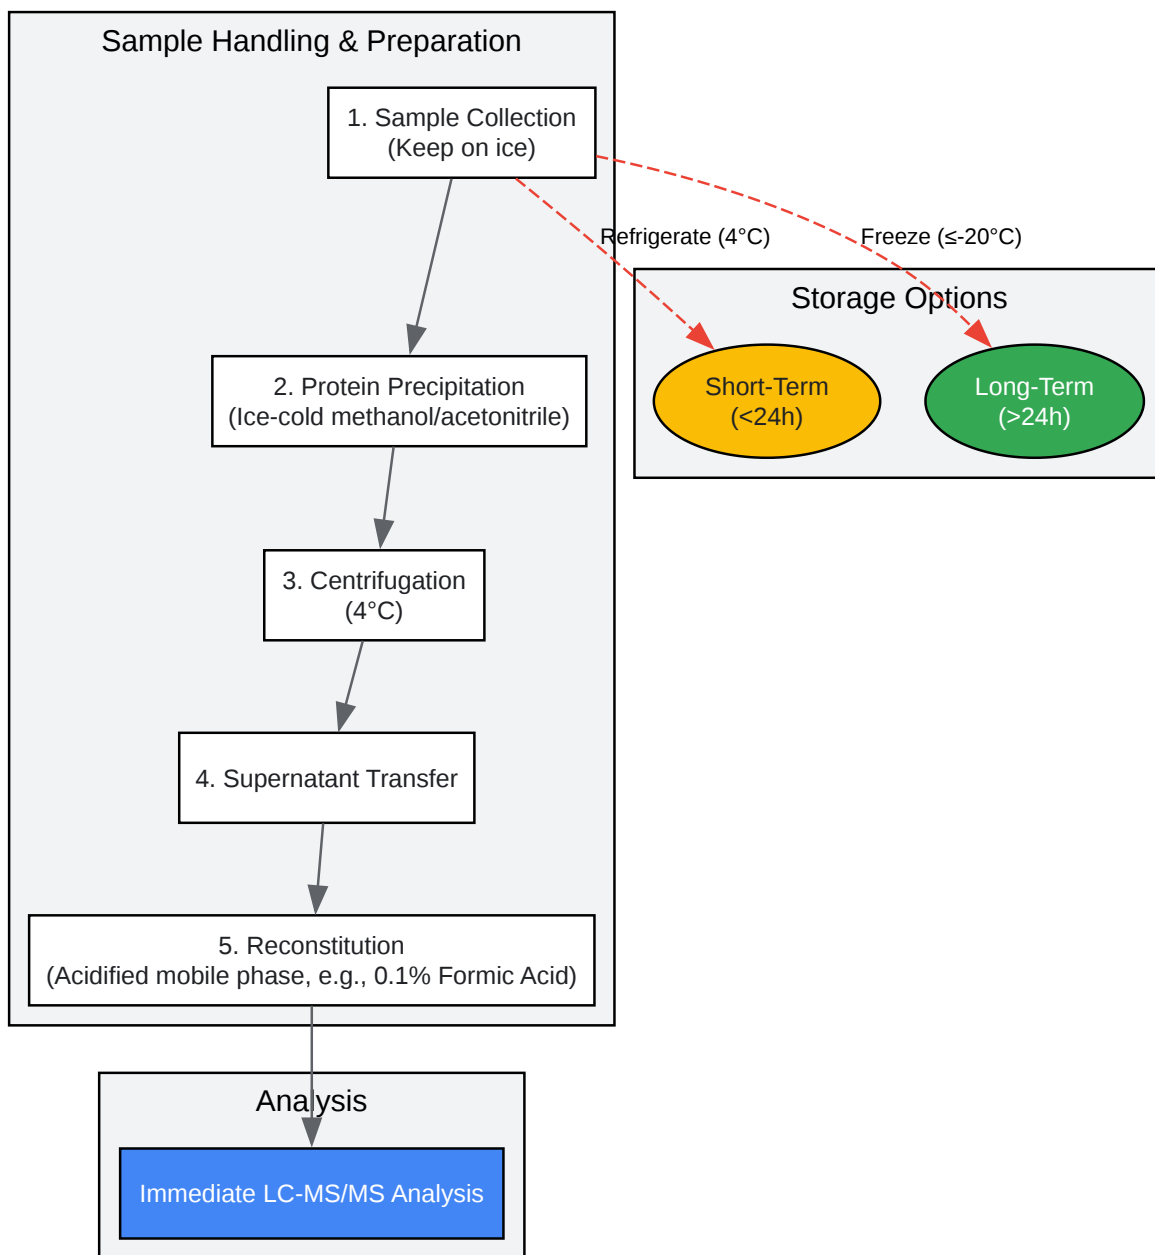 Sample Handling & Preparation
1. Sample Collection
(Keep on ice)
Refrigerate (4°C)
Freeze (≤-20°C)
Storage Options
Short-Term
(<24h)
Long-Term
(>24h)
2. Protein Precipitation
(Ice-cold methanol/acetonitrile)
3. Centrifugation
(4°C)
4. Supernatant Transfer
5. Reconstitution
(Acidified mobile phase, e.g., 0.1% Formic Acid)
Analysis
Immediate LC-MS/MS Analysis